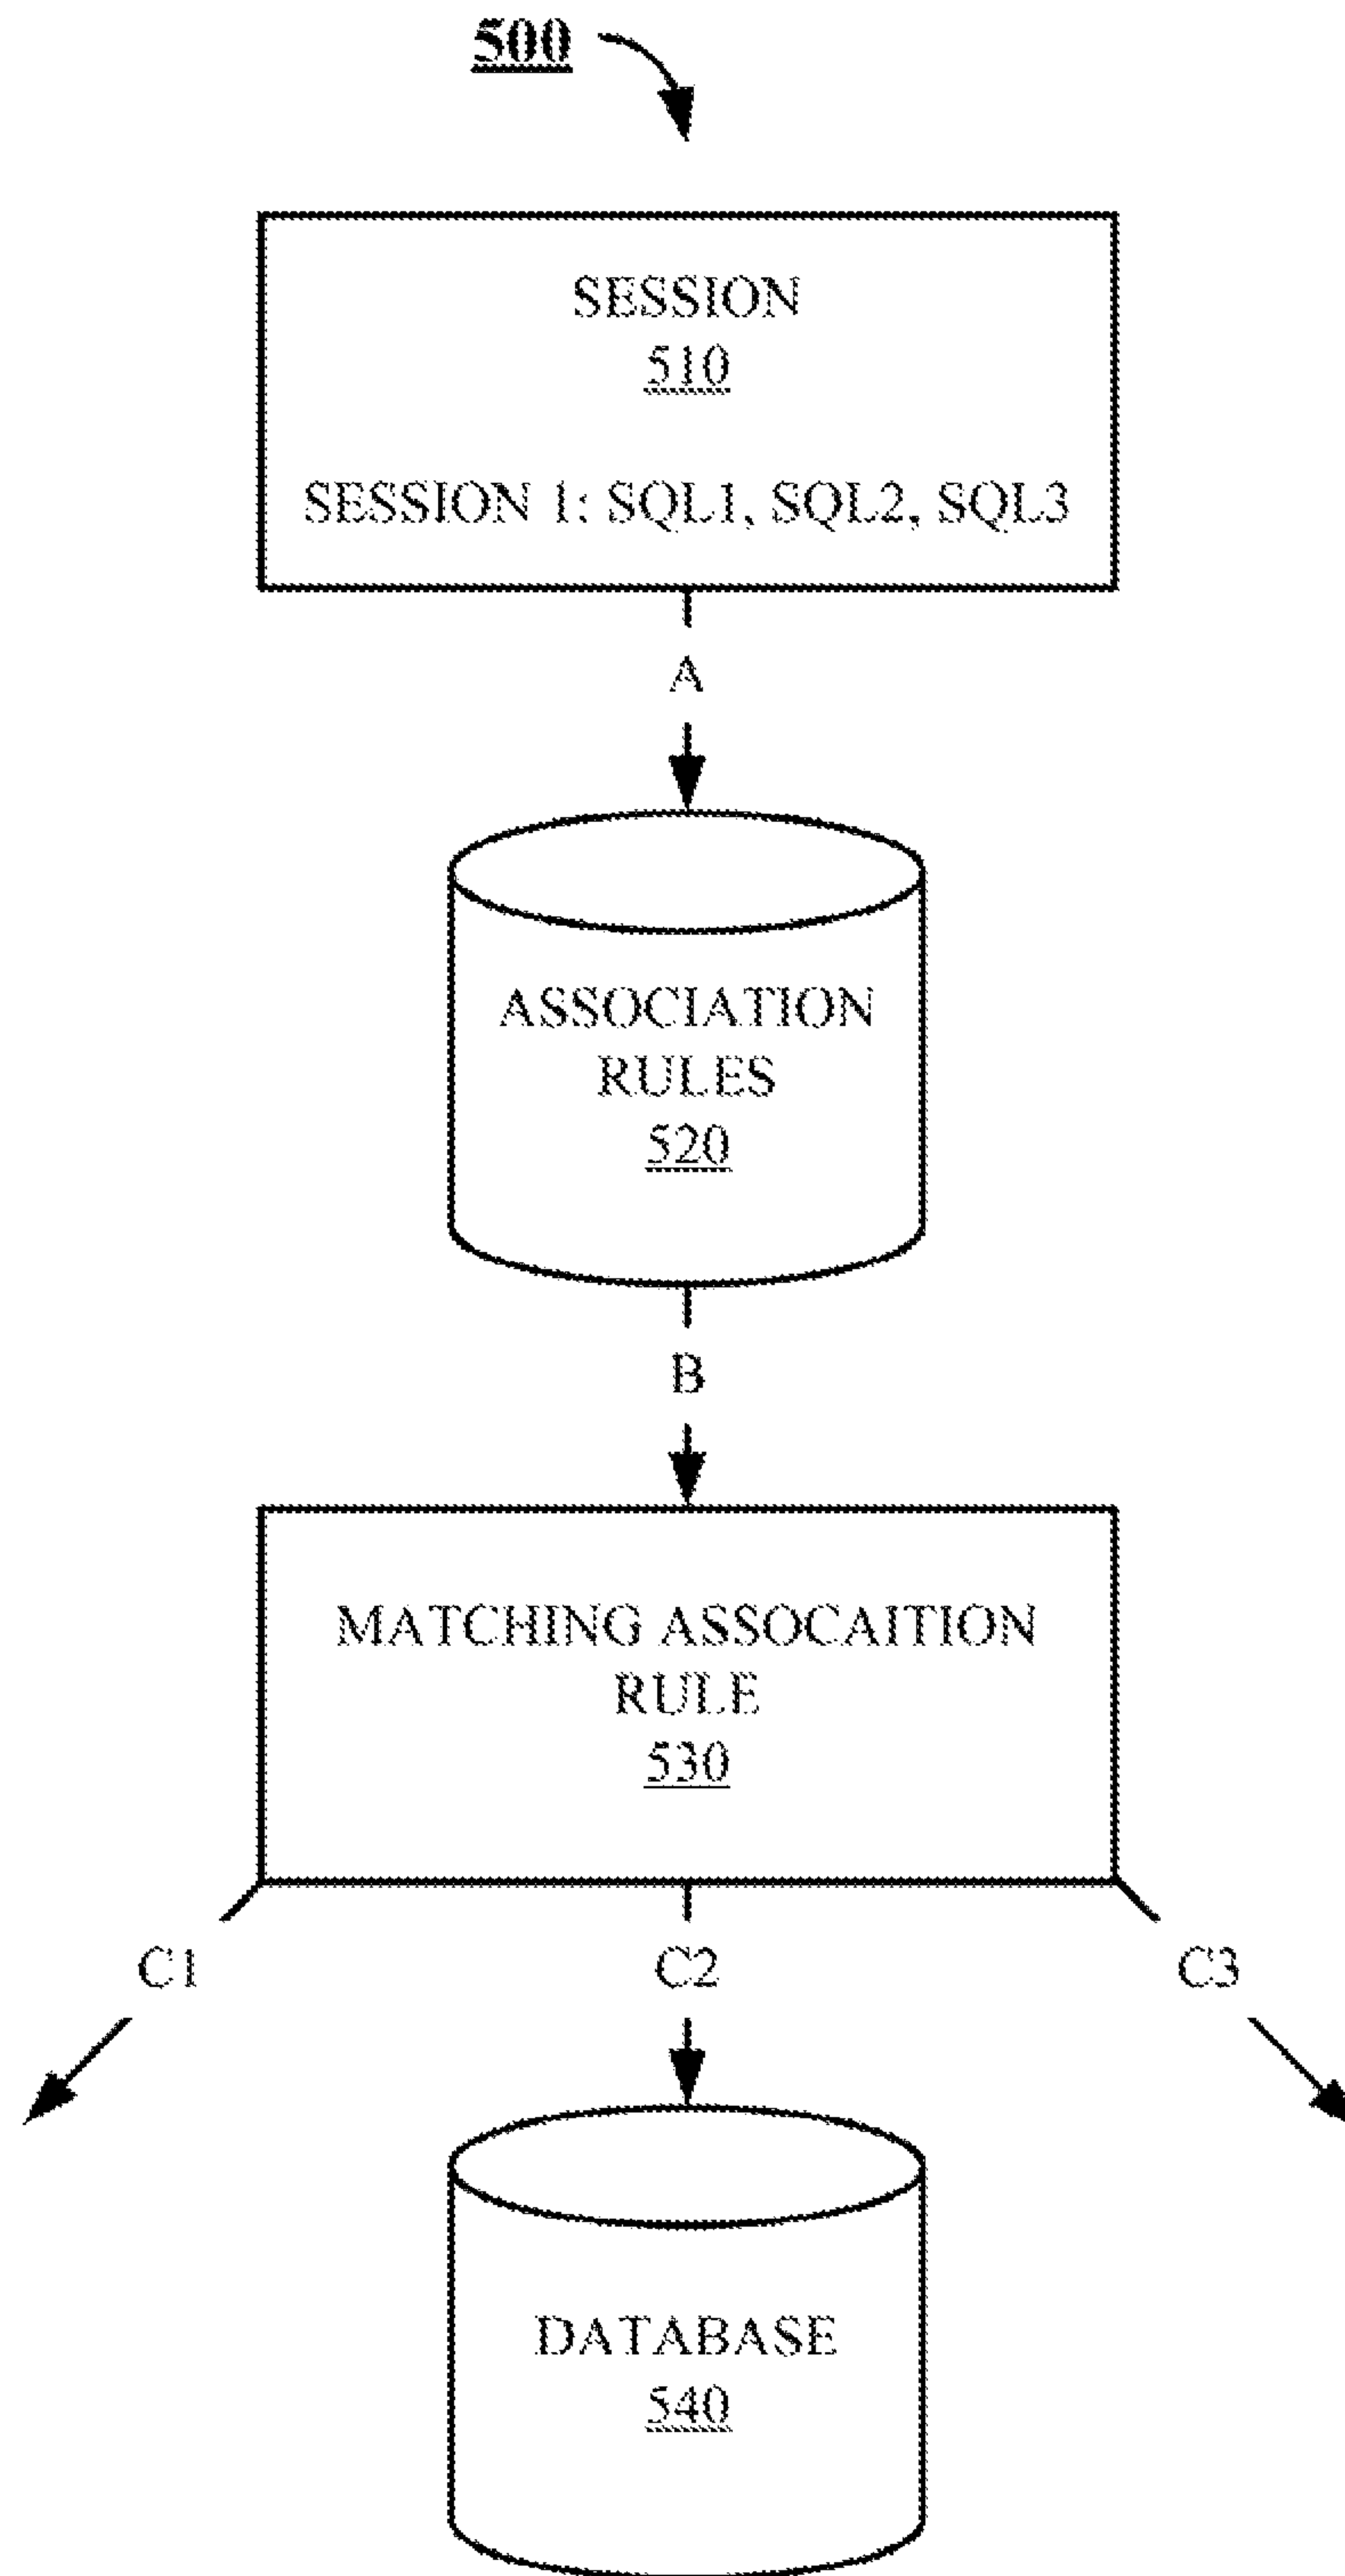 500
SESSION
510
SESSION 1: SQL1, SQL2, SQL3
A
ASSOCIATION
RULES
520
B
MATCHING ASSOCAITION
RULE
530
C1 C2 C3
DATABASE
540